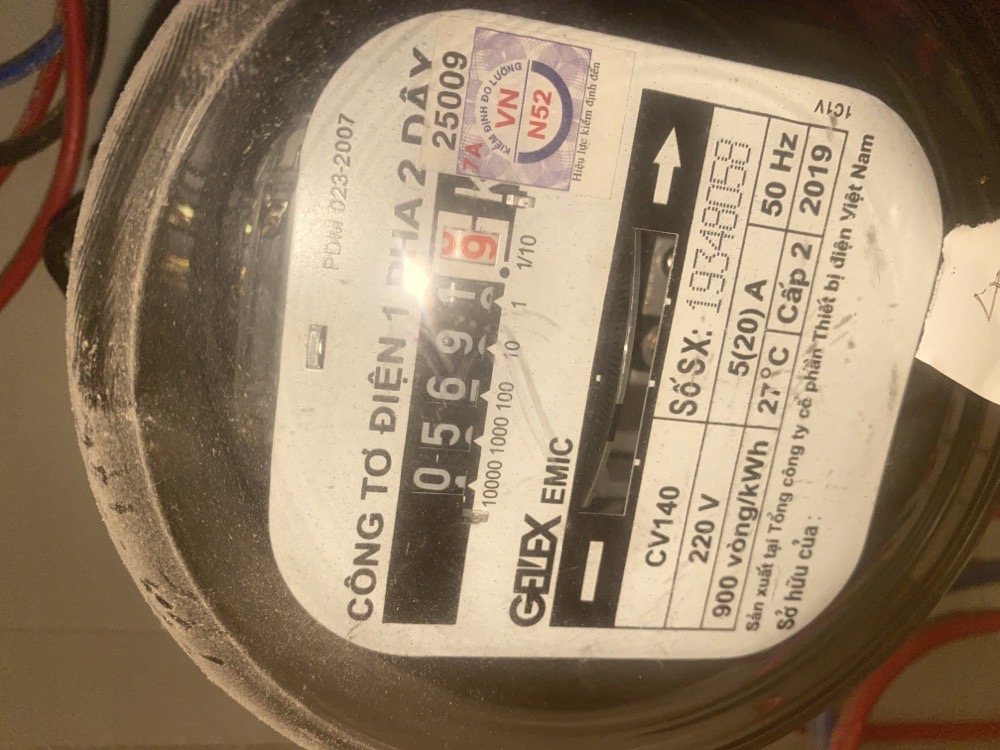 CÔNG TƠ ĐIỆN 1 PHA 2 DÂY
PDM 023-2007
25009
7A
KIỂM ĐỊNH ĐO LƯỜNG
VN
N52
Hiệu lực kiểm định đến
0 5 6 9 1 9
10000 1000 100 10 1 1/10
GELEX EMIC
CV140
Số SX: 19348058
220 V
5(20) A
50 Hz
900 vòng/kWh
27°C
Cấp 2
2019
Sản xuất tại Tổng công ty cổ phần Thiết bị điện Việt Nam
Sở hữu của :
1C1V